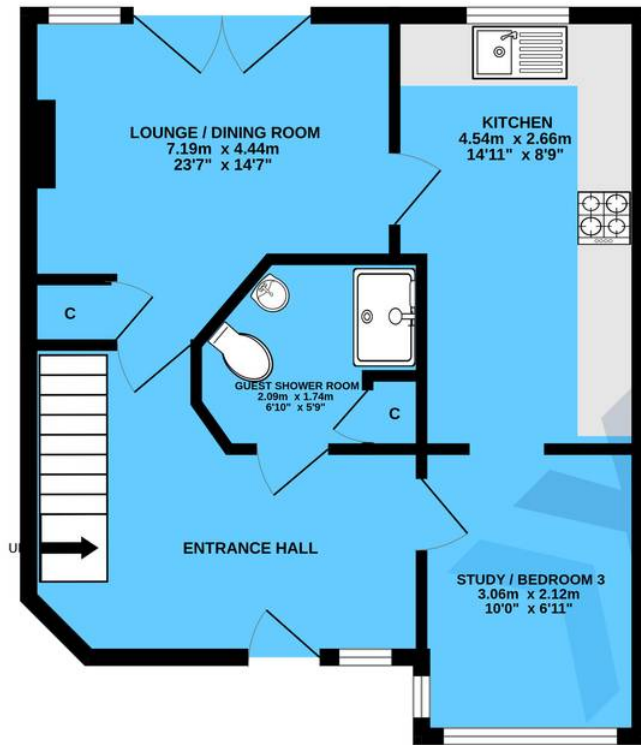 LOUNGE / DINING ROOM
7.19m x 4.44m
23'7" x 14'7"
KITCHEN
4.54m x 2.66m
14'11" x 8'9"
C
GUEST SHOWER ROOM
2.09m x 1.74m
6'10" x 5'9"
C
ENTRANCE HALL
STUDY / BEDROOM 3
3.06m x 2.12m
10'0" x 6'11"